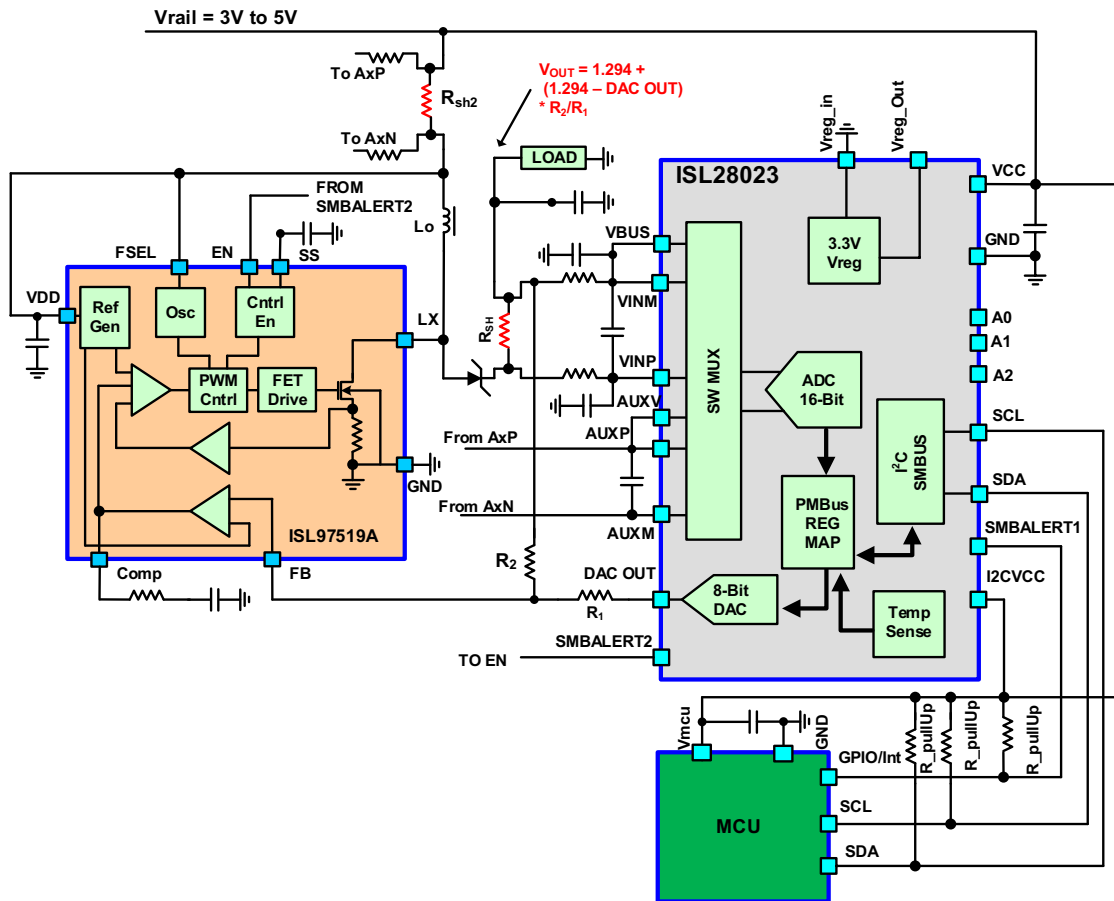 Vrail = 3V to 5V
To AxP
Rsh2
To AxN
VOUT = 1.294 +
(1.294 – DAC OUT)
* R2/R1
LOAD
Vreg_in
Vreg_Out
ISL28023
VCC
FROM
SMBALERT2
Lo
FSEL
EN
SS
VBUS
3.3V
Vreg
GND
VDD
Ref
Gen
Osc
Cntrl
En
LX
RSH
VINM
A0
A1
A2
PWM
Cntrl
FET
Drive
VINP
SW MUX
ADC
16-Bit
AUXV
AUXP
SCL
From AxP
I2C
SMBUS
GND
From AxN
AUXM
SDA
PMBus
REG
MAP
ISL97519A
SMBALERT1
Comp
FB
R2
DAC OUT
R1
8-Bit
DAC
I2CVCC
Temp
Sense
SMBALERT2
TO EN
Vmcu
GND
R_pullUp
R_pullUp
R_pullUp
GPIO/Int
SCL
MCU
SDA